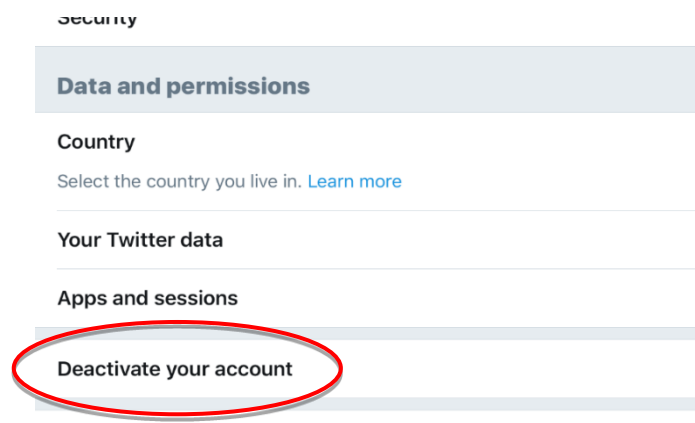 Security
Data and permissions
Country
Select the country you live in. Learn more
Your Twitter data
Apps and sessions
Deactivate your account